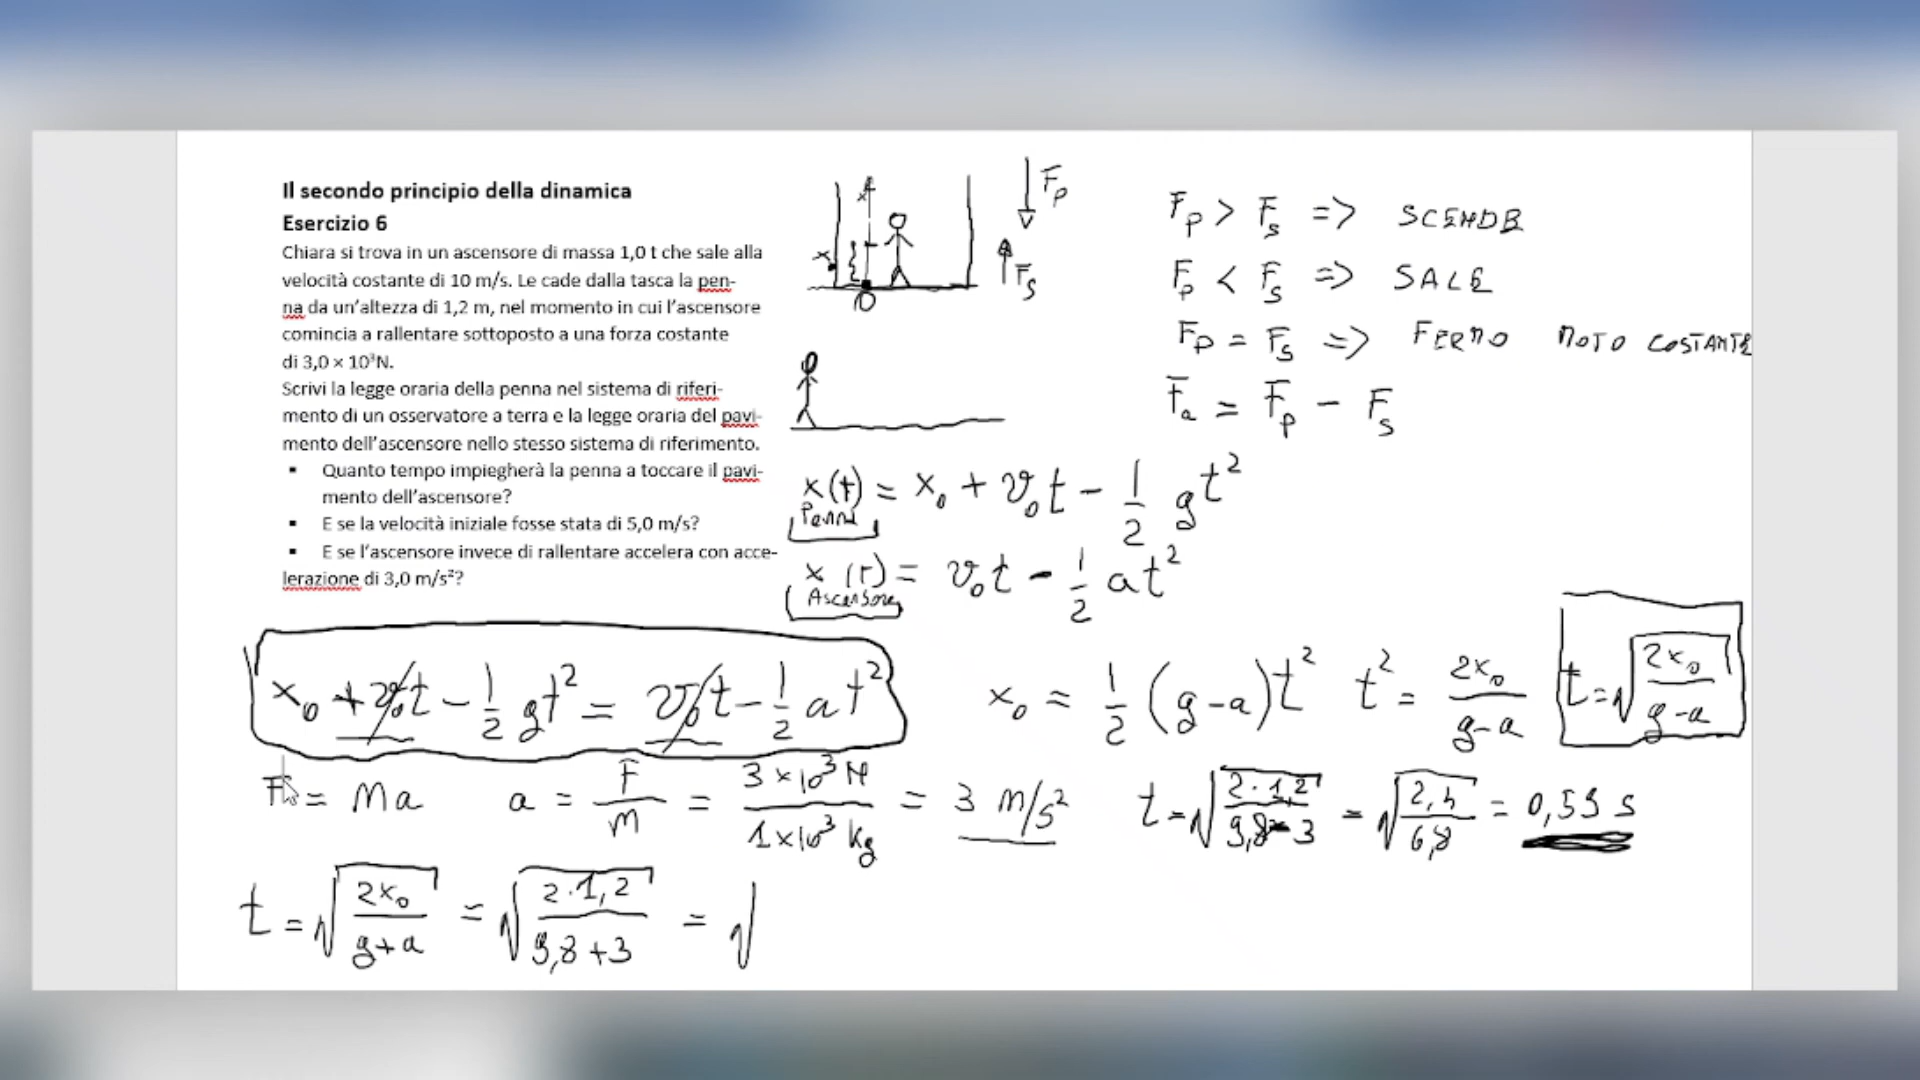 Il secondo principio della dinamica
Esercizio 6
Chiara si trova in un ascensore di massa 1,0 t che sale alla
velocità costante di 10 m/s. Le cade dalla tasca la pen-
na da un'altezza di 1,2 m, nel momento in cui l'ascensore
comincia a rallentare sottoposto a una forza costante
di 3,0 × 10³N.
Scrivi la legge oraria della penna nel sistema di riferi-
mento di un osservatore a terra e la legge oraria del pavi-
mento dell'ascensore nello stesso sistema di riferimento.
▪ Quanto tempo impiegherà la penna a toccare il pavi-
mento dell'ascensore?
▪ E se la velocità iniziale fosse stata di 5,0 m/s?
▪ E se l'ascensore invece di rallentare accelera con acce-
lerazione di 3,0 m/s²?
x
x₀
0
Fp
Fs
Fp > Fs => SCENDE
Fp < Fs => SALE
Fp = Fs => FERMO MOTO COSTANTE
Fa = Fp - Fs
x(t) = x₀ + v₀t - 1/2 gt²
Penna
x(t) = v₀t - 1/2 at²
Ascensore
x₀ + v₀t - 1/2 gt² = v₀t - 1/2 at²
x₀ = 1/2 (g-a)t² t² = 2x₀/g-a t = √2x₀/g-a
F = Ma a = F/m = 3×10³ N/1×10³ kg = 3 m/s²
t = √2·1,2/9,8-3 = √2,4/6,8 = 0,59 s
t = √2x₀/g+a = √2·1,2/9,8+3 = √